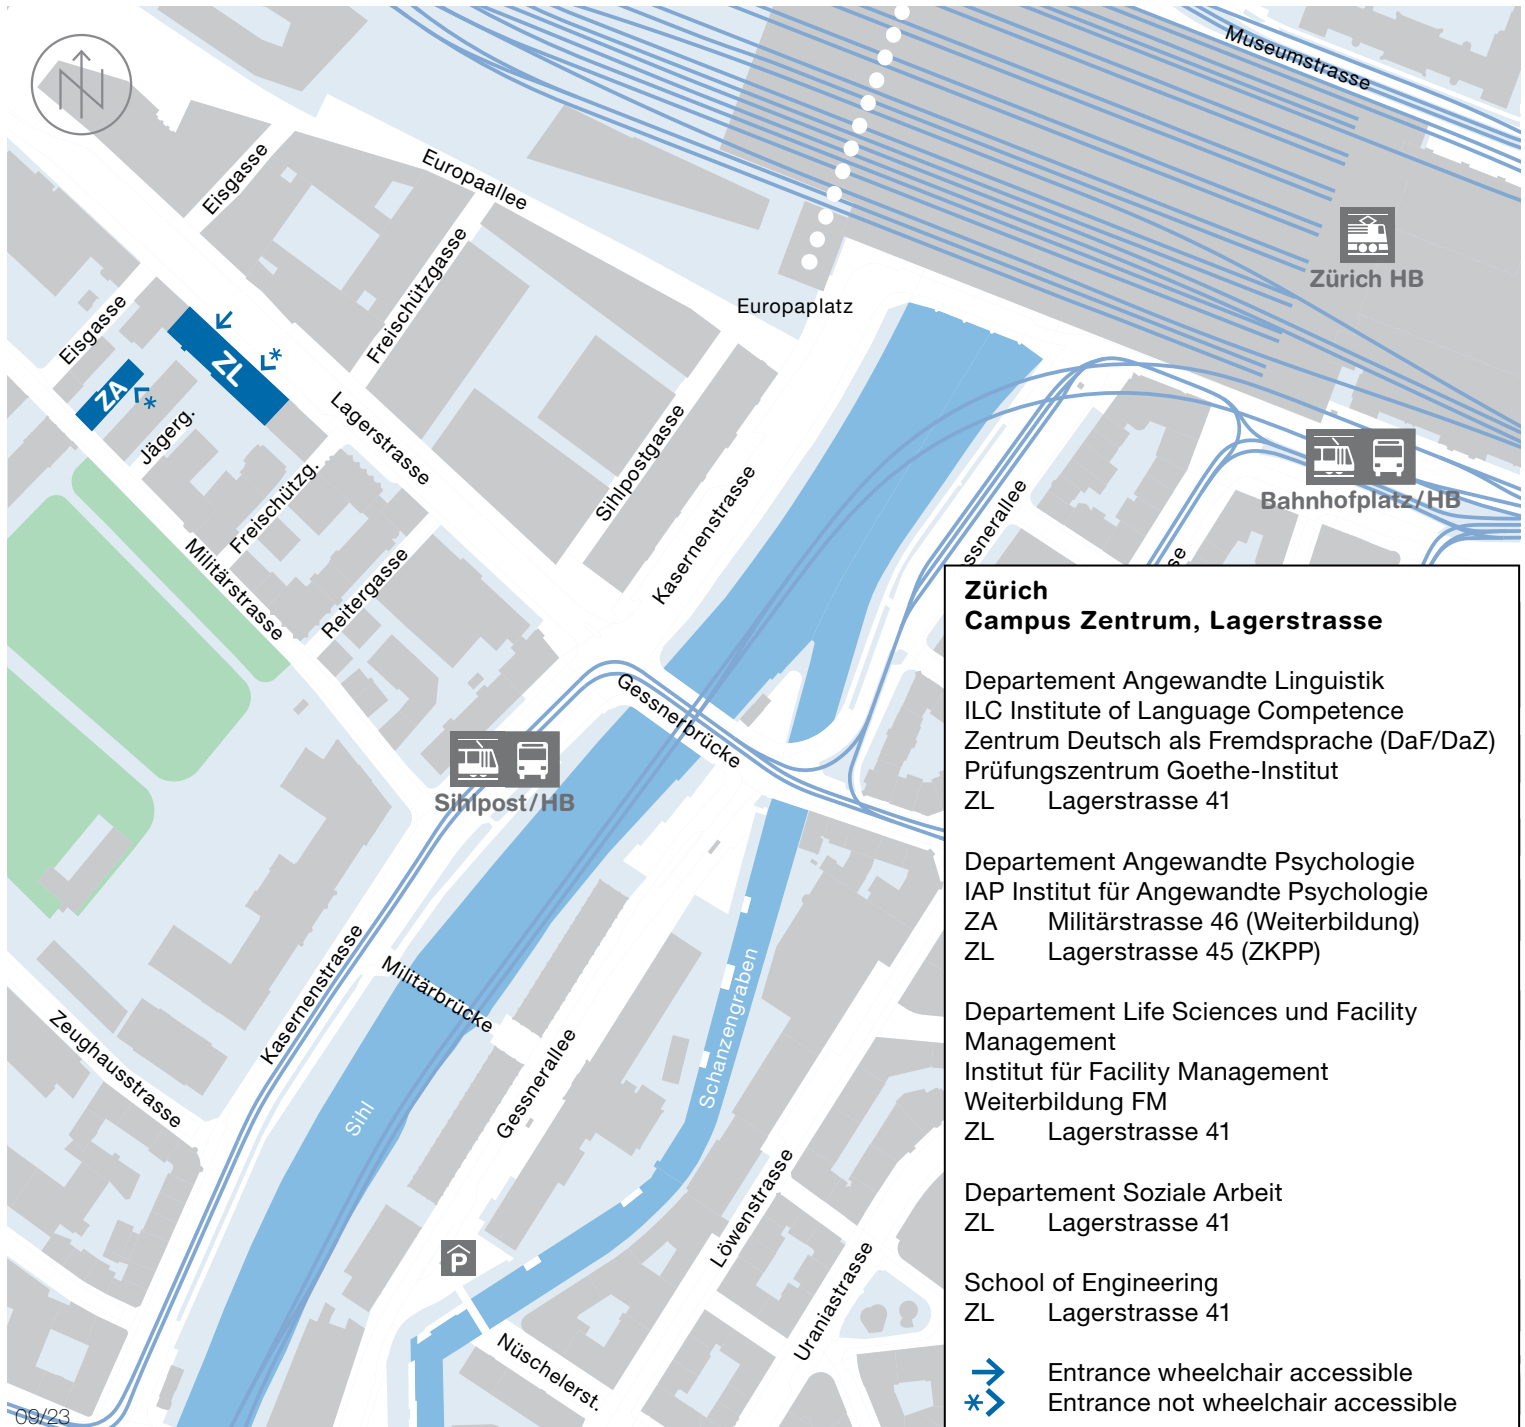 N
Museumstrasse
Eisgasse
Europaallee
Freischützgasse
Zürich HB
Europaplatz
Eisgasse
ZL
*
ZA
*
Jägerg.
Lagerstrasse
Freischützg.
Sihlpostgasse
Kasernenstrasse
Bahnhofplatz/HB
Militärstrasse
Reitergasse
ssnerallee
se
Gessnerbrücke
Sihlpost/HB
Kasernenstrasse
Militärbrücke
Zeughausstrasse
Gessnerallee
Schanzengraben
Sihl
Löwenstrasse
P
Uraniastrasse
Nüschelerst.
09/23
Zürich
Campus Zentrum, Lagerstrasse
Departement Angewandte Linguistik
ILC Institute of Language Competence
Zentrum Deutsch als Fremdsprache (DaF/DaZ)
Prüfungszentrum Goethe-Institut
ZL Lagerstrasse 41
Departement Angewandte Psychologie
IAP Institut für Angewandte Psychologie
ZA Militärstrasse 46 (Weiterbildung)
ZL Lagerstrasse 45 (ZKPP)
Departement Life Sciences und Facility
Management
Institut für Facility Management
Weiterbildung FM
ZL Lagerstrasse 41
Departement Soziale Arbeit
ZL Lagerstrasse 41
School of Engineering
ZL Lagerstrasse 41
Entrance wheelchair accessible
* Entrance not wheelchair accessible